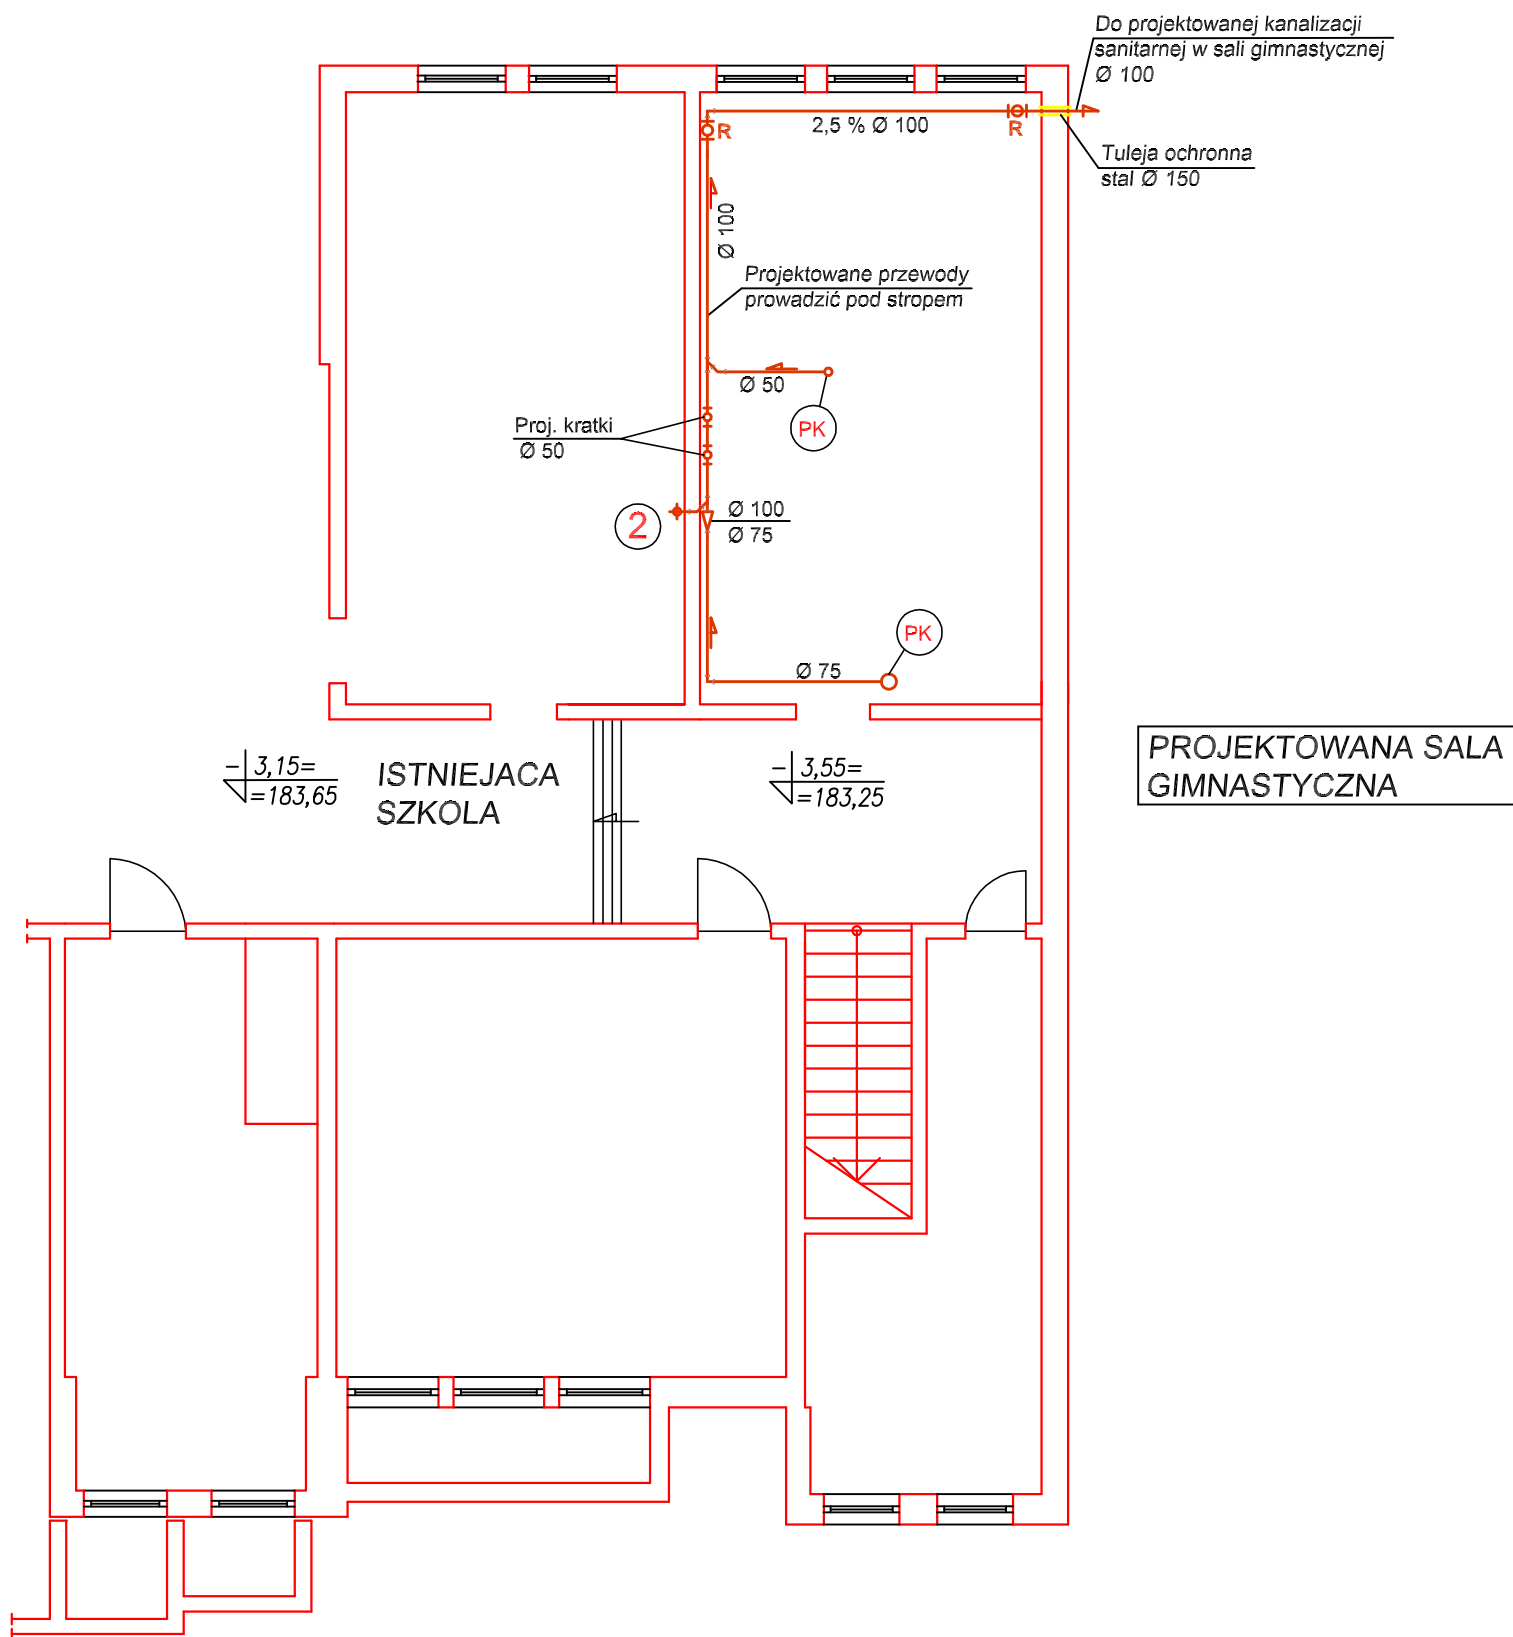 Do projektowanej kanalizacji
sanitarnej w sali gimnastycznej
Ø 100
2,5 % Ø 100
R
R
Tuleja ochronna
stal Ø 150
Ø 100
Projektowane przewody
prowadzić pod stropem
Ø 50
Proj. kratki
Ø 50
PK
2
Ø 100
Ø 75
PK
Ø 75
- 3,15=
=183,65
ISTNIEJACA
SZKOLA
- 3,55=
=183,25
PROJEKTOWANA SALA
GIMNASTYCZNA